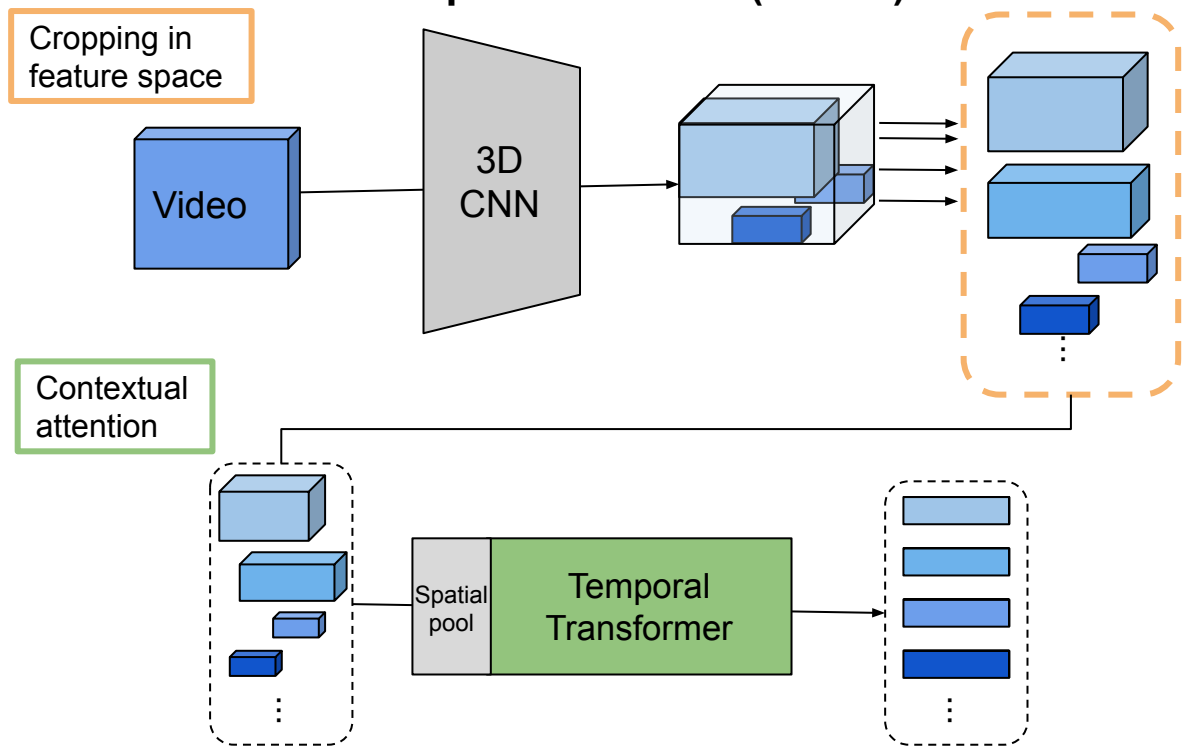 Cropping in
feature space
Video
3D
CNN
Contextual
attention
Spatial
pool
Temporal
Transformer